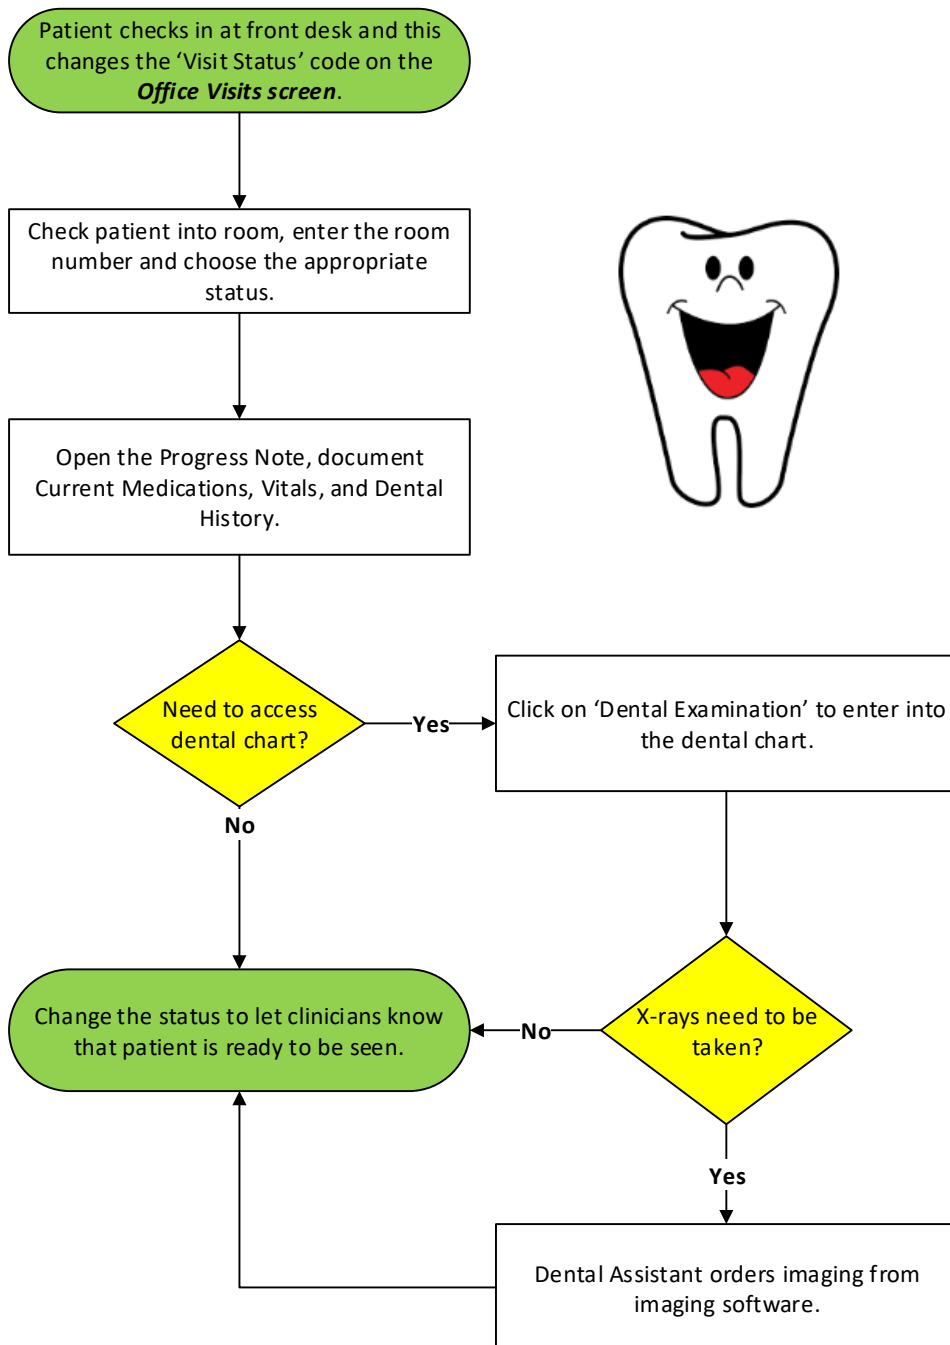 Patient checks in at front desk and this
changes the ‘Visit Status’ code on the
Office Visits screen.
Check patient into room, enter the room
number and choose the appropriate
status.
Open the Progress Note, document
Current Medications, Vitals, and Dental
History.
Need to access
dental chart?
Yes
Click on ‘Dental Examination’ to enter into
the dental chart.
No
Change the status to let clinicians know
that patient is ready to be seen.
No
X-rays need to be
taken?
Yes
Dental Assistant orders imaging from
imaging software.